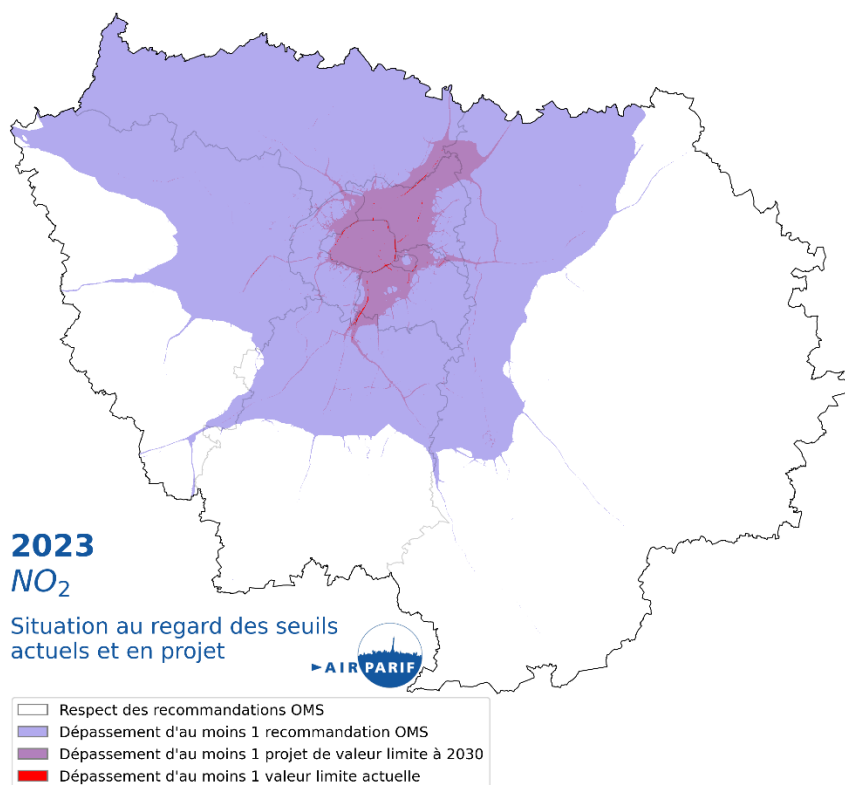 2023
NO₂
Situation au regard des seuils
actuels et en projet
AIRPARIF
Respect des recommandations OMS
Dépassement d'au moins 1 recommandation OMS
Dépassement d'au moins 1 projet de valeur limite à 2030
Dépassement d'au moins 1 valeur limite actuelle